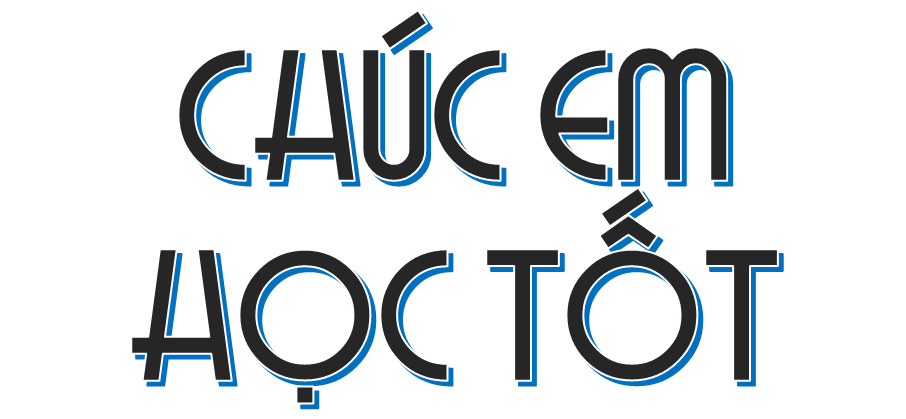 CHÚC EM
HỌC TỐT